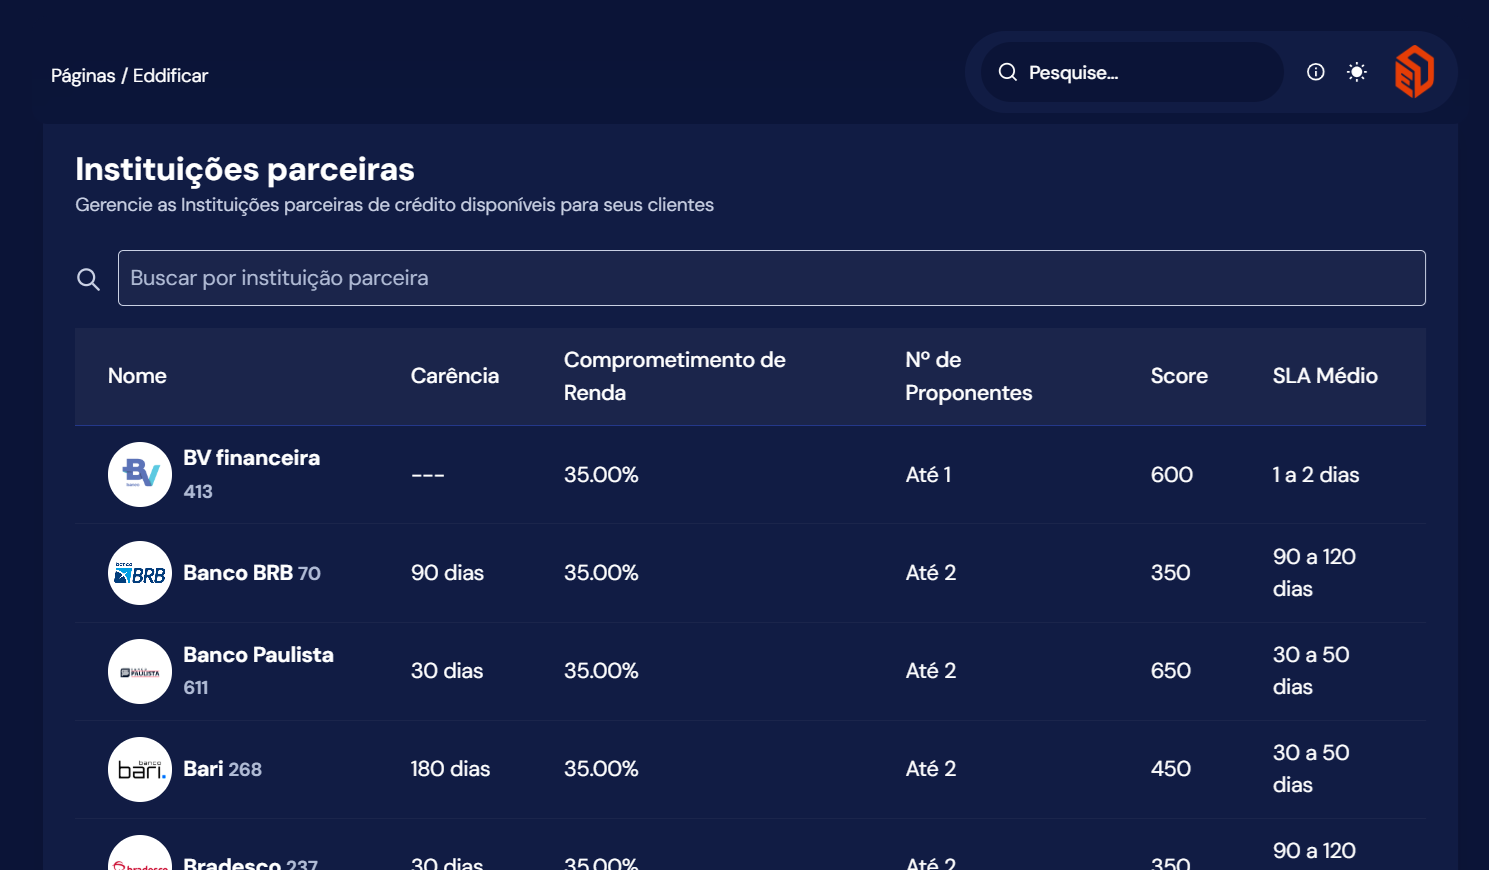 Páginas / Eddificar
Pesquise...
Instituições parceiras
Gerencie as Instituições parceiras de crédito disponíveis para seus clientes
Buscar por instituição parceira
Nome Carência Comprometimento de Renda Nº de Proponentes Score SLA Médio
BV
BV financeira
413
--- 35.00% Até 1 600 1 a 2 dias
BRB
Banco BRB 70 90 dias 35.00% Até 2 350 90 a 120
dias
PAULISTA
Banco Paulista
611
30 dias 35.00% Até 2 650 30 a 50
dias
banco
bari.
Bari 268 180 dias 35.00% Até 2 450 30 a 50
dias
bradesco
Bradesco 237 30 dias 35.00% Até 2 350 90 a 120